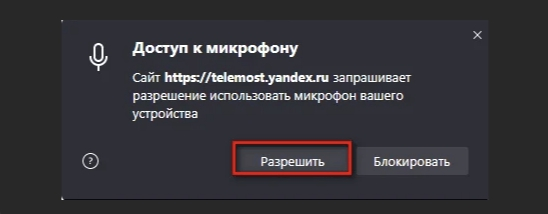 Доступ к микрофону
Сайт https://telemost.yandex.ru запрашивает
разрешение использовать микрофон вашего
устройства
Разрешить Блокировать